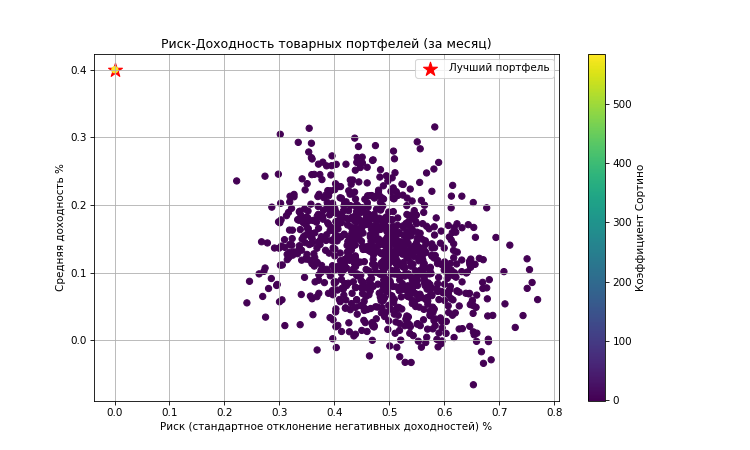 Риск-Доходность товарных портфелей (за месяц)
Лучший портфель
Средняя доходность %
0.4
0.3
0.2
0.1
0.0
0.0 0.1 0.2 0.3 0.4 0.5 0.6 0.7 0.8
Риск (стандартное отклонение негативных доходностей) %
500
400
300
200
100
0
Коэффициент Сортино